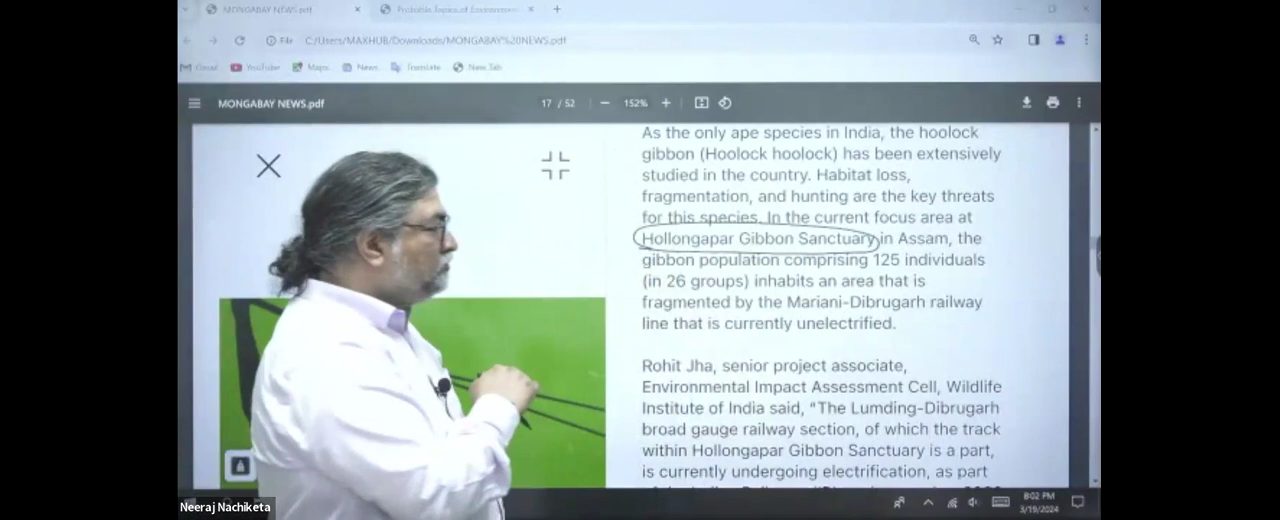 MONGABAY NEWS.pdf
Probable Topics of Environmen
File C:/Users/MAXHUB/Downloads/MONGABAY%20NEWS.pdf
Gmail YouTube Maps News Translate New Tab
MONGABAY NEWS.pdf 17 / 52 152%
As the only ape species in India, the hoolock
gibbon (Hoolock hoolock) has been extensively
studied in the country. Habitat loss,
fragmentation, and hunting are the key threats
for this species. In the current focus area at
Hollongapar Gibbon Sanctuary in Assam, the
gibbon population comprising 125 individuals
(in 26 groups) inhabits an area that is
fragmented by the Mariani-Dibrugarh railway
line that is currently unelectrified.
Rohit Jha, senior project associate,
Environmental Impact Assessment Cell, Wildlife
Institute of India said, “The Lumding-Dibrugarh
broad gauge railway section, of which the track
within Hollongapar Gibbon Sanctuary is a part,
is currently undergoing electrification, as part
8:02 PM
3/19/2024
Neeraj Nachiketa